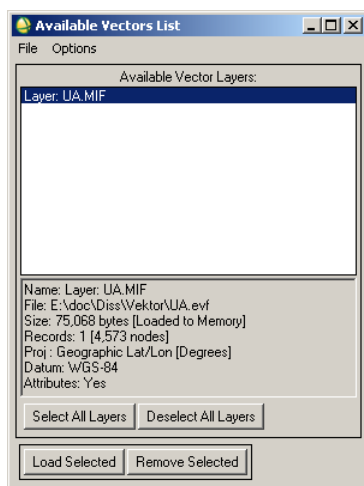 Available Vectors List
File Options
Available Vector Layers:
Layer: UA.MIF
Name: Layer: UA.MIF
File: E:\doc\Diss\Vektor\UA.evf
Size: 75,068 bytes [Loaded to Memory]
Records: 1 [4,573 nodes]
Proj : Geographic Lat/Lon [Degrees]
Datum: WGS-84
Attributes: Yes
Select All Layers Deselect All Layers
Load Selected Remove Selected